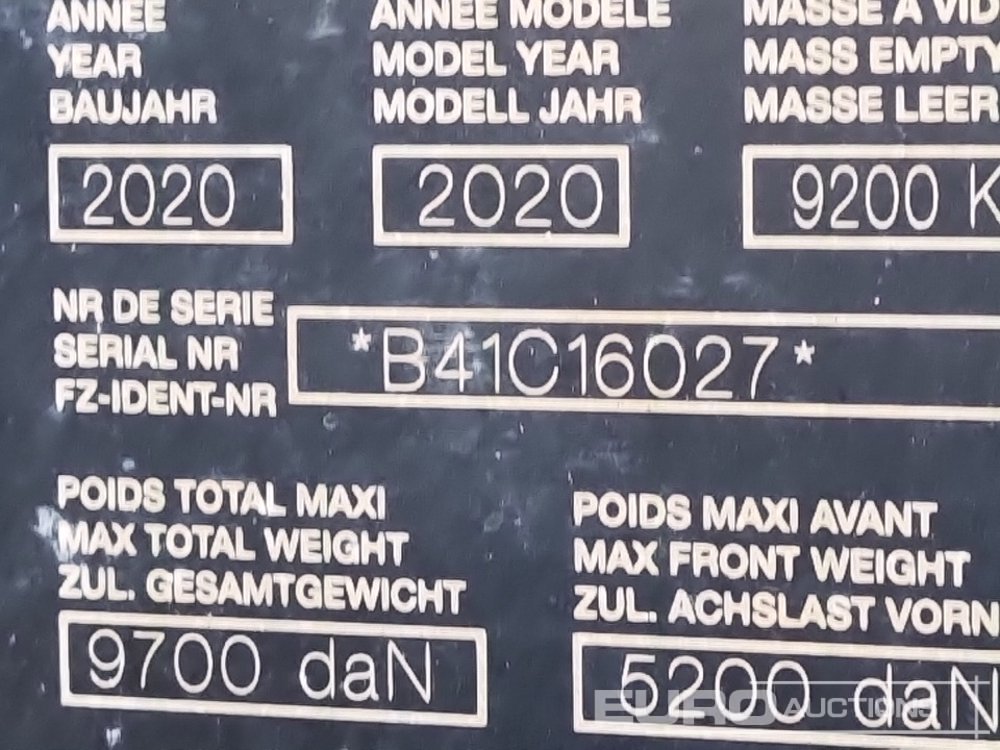 ANNEE
YEAR
BAUJAHR
2020
ANNEE MODELE
MODEL YEAR
MODELL JAHR
2020
MASSE A VID
MASS EMPTY
MASSE LEER
9200 K
NR DE SERIE
SERIAL NR
FZ-IDENT-NR
*B41C16027*
POIDS TOTAL MAXI
MAX TOTAL WEIGHT
ZUL. GESAMTGEWICHT
9700 daN
POIDS MAXI AVANT
MAX FRONT WEIGHT
ZUL. ACHSLAST VORN
5200 daN
EURO AUCTIONS